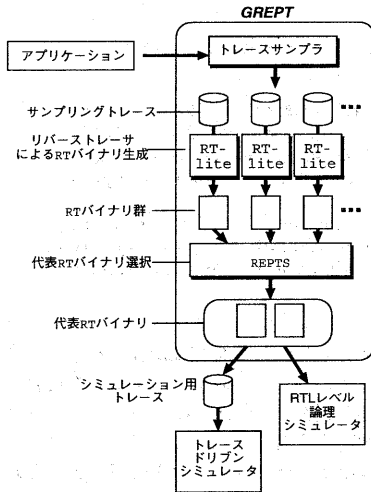 GREPT
アプリケーション
トレースサンプラ
サンプリングトレース
リバーストレーサ
によるRTバイナリ生成
RT-
lite
RT-
lite
RT-
lite
RTバイナリ群
代表RTバイナリ選択
REPTS
代表RTバイナリ
シミュレーション用
トレース
RTLレベル
論理
シミュレータ
トレース
ドリブン
シミュレータ